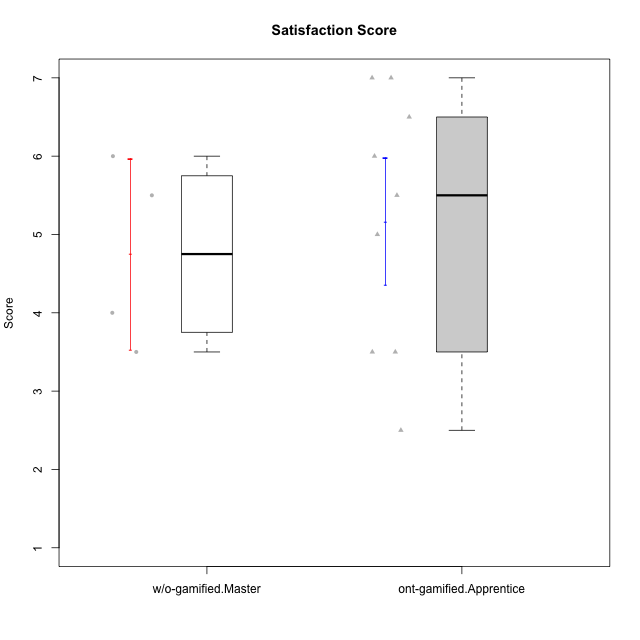 Satisfaction Score
Score
7
6
5
4
3
2
1
w/o-gamified.Master
ont-gamified.Apprentice